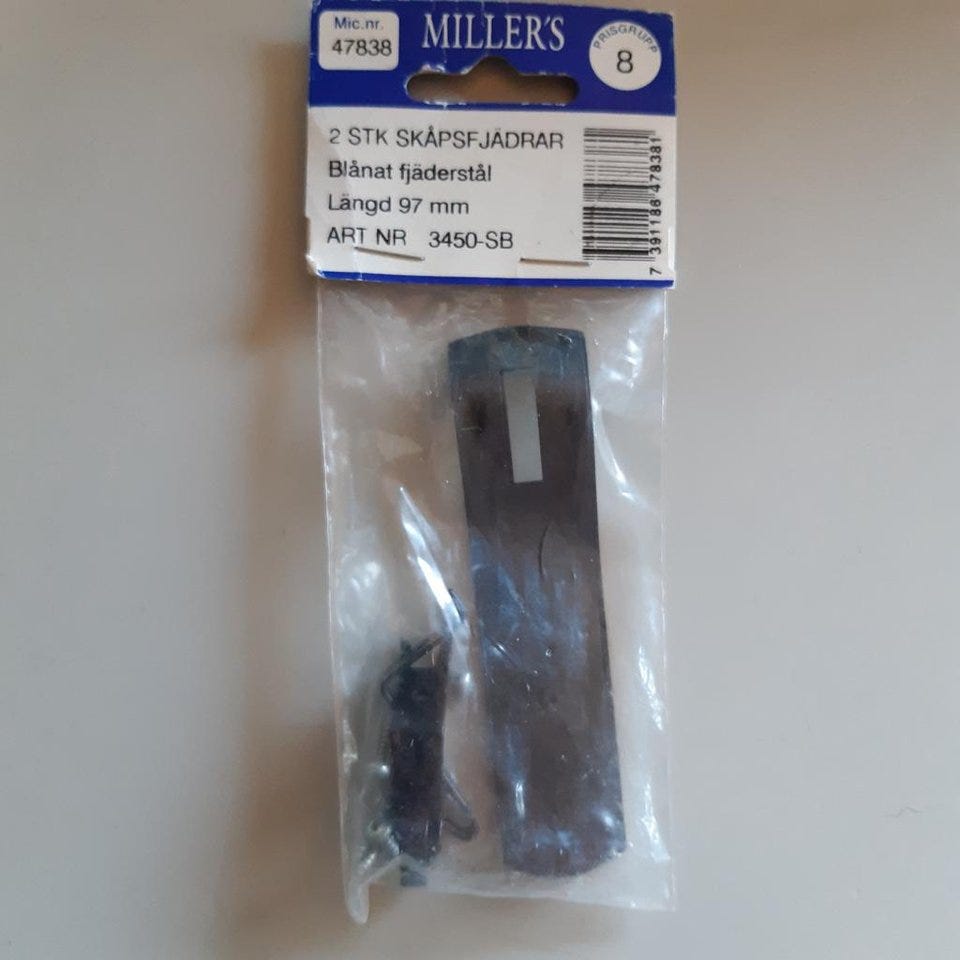 Mic.nr.
47838
MILLER'S
PRISGRUPP
8
2 STK SKÅPSFJÄDRAR
Blånat fjäderstål
Längd 97 mm
ART NR 3450-SB
7 391186 478381